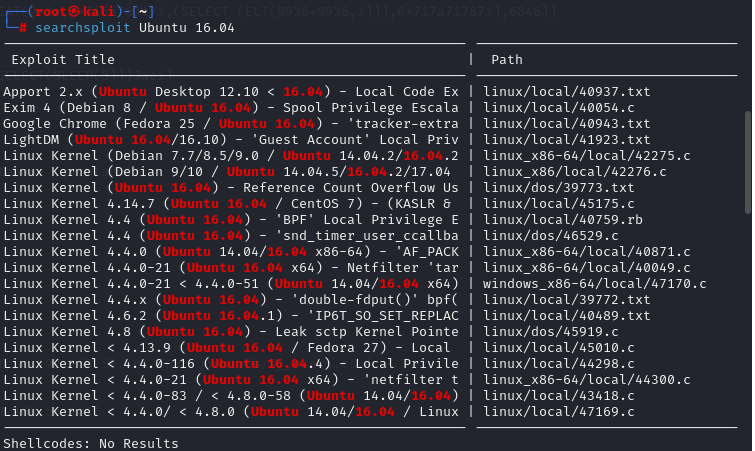 (root㉿kali)-[~]
# searchsploit Ubuntu 16.04
Exploit Title | Path
Apport 2.x (Ubuntu Desktop 12.10 < 16.04) - Local Code Ex | linux/local/40937.txt
Exim 4 (Debian 8 / Ubuntu 16.04) - Spool Privilege Escala | linux/local/40054.c
Google Chrome (Fedora 25 / Ubuntu 16.04) - 'tracker-extra | linux/local/40943.txt
LightDM (Ubuntu 16.04/16.10) - 'Guest Account' Local Priv | linux/local/41923.txt
Linux Kernel (Debian 7.7/8.5/9.0 / Ubuntu 14.04.2/16.04.2 | linux_x86-64/local/42275.c
Linux Kernel (Debian 9/10 / Ubuntu 14.04.5/16.04.2/17.04 | linux_x86/local/42276.c
Linux Kernel (Ubuntu 16.04) - Reference Count Overflow Us | linux/dos/39773.txt
Linux Kernel 4.14.7 (Ubuntu 16.04 / CentOS 7) - (KASLR & | linux/local/45175.c
Linux Kernel 4.4 (Ubuntu 16.04) - 'BPF' Local Privilege E | linux/local/40759.rb
Linux Kernel 4.4 (Ubuntu 16.04) - 'snd_timer_user_ccallba | linux/dos/46529.c
Linux Kernel 4.4.0 (Ubuntu 14.04/16.04 x86-64) - 'AF_PACK | linux_x86-64/local/40871.c
Linux Kernel 4.4.0-21 (Ubuntu 16.04 x64) - Netfilter 'tar | linux_x86-64/local/40049.c
Linux Kernel 4.4.0-21 < 4.4.0-51 (Ubuntu 14.04/16.04 x64) | windows_x86-64/local/47170.c
Linux Kernel 4.4.x (Ubuntu 16.04) - 'double-fdput()' bpf( | linux/local/39772.txt
Linux Kernel 4.6.2 (Ubuntu 16.04.1) - 'IP6T_SO_SET_REPLAC | linux/local/40489.txt
Linux Kernel 4.8 (Ubuntu 16.04) - Leak sctp Kernel Pointe | linux/dos/45919.c
Linux Kernel < 4.13.9 (Ubuntu 16.04 / Fedora 27) - Local | linux/local/45010.c
Linux Kernel < 4.4.0-116 (Ubuntu 16.04.4) - Local Privile | linux/local/44298.c
Linux Kernel < 4.4.0-21 (Ubuntu 16.04 x64) - 'netfilter t | linux_x86-64/local/44300.c
Linux Kernel < 4.4.0-83 / < 4.8.0-58 (Ubuntu 14.04/16.04) | linux/local/43418.c
Linux Kernel < 4.4.0/ < 4.8.0 (Ubuntu 14.04/16.04 / Linux | linux/local/47169.c
Shellcodes: No Results